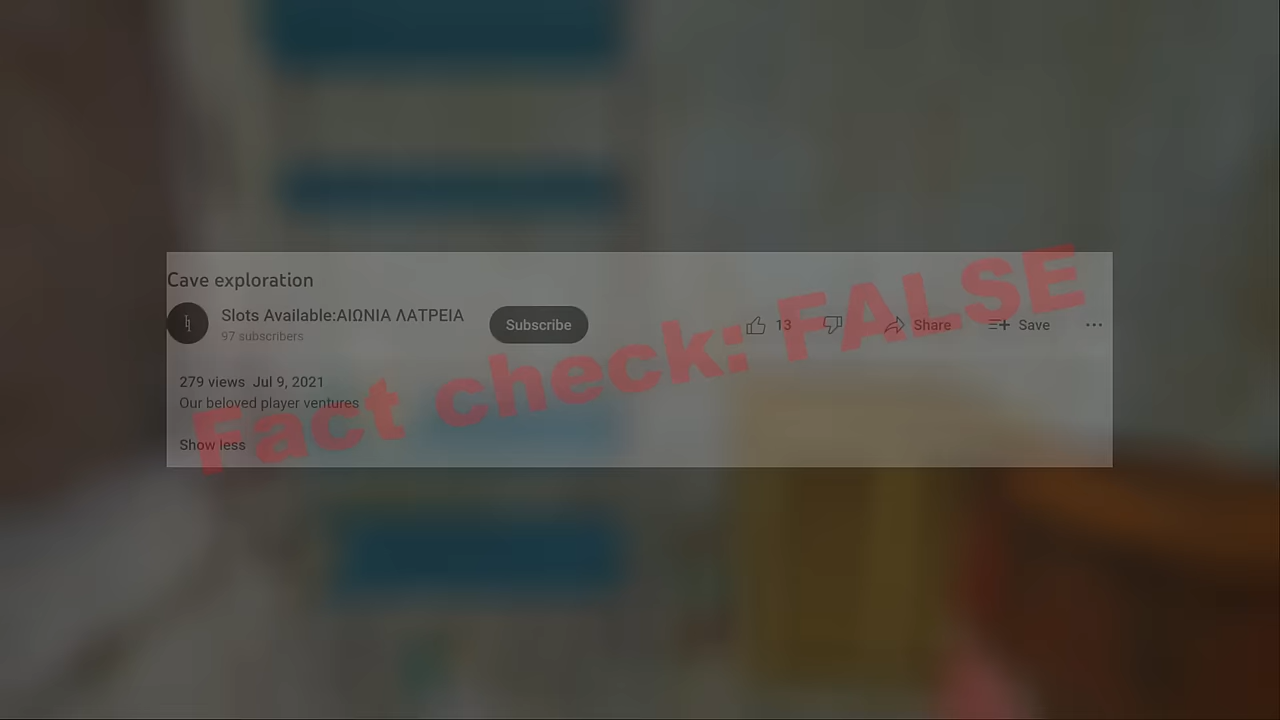 Cave exploration
Slots Available:ΑΙΩΝΙΑ ΛΑΤΡΕΙΑ
97 subscribers
Subscribe
13
Share
Save
279 views Jul 9, 2021
Our beloved player ventures
Show less
Fact check: FALSE